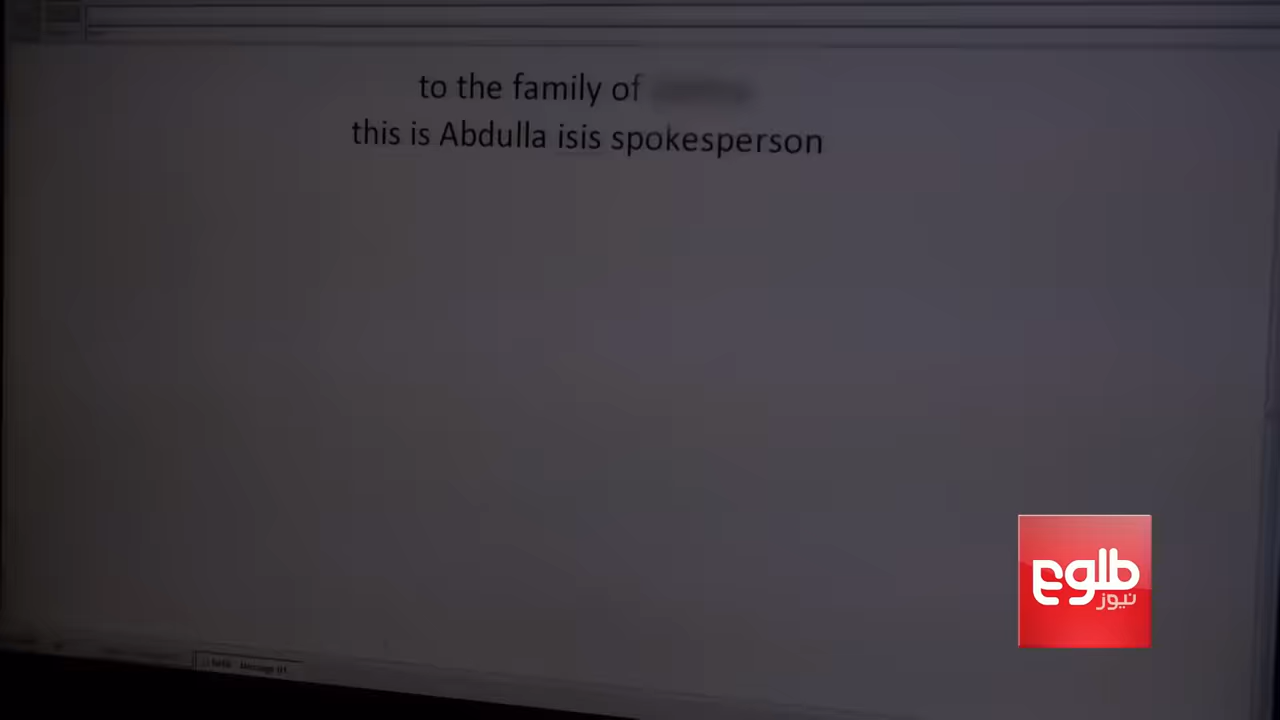 to the family of
this is Abdulla isis spokesperson
طلوع
نیوز